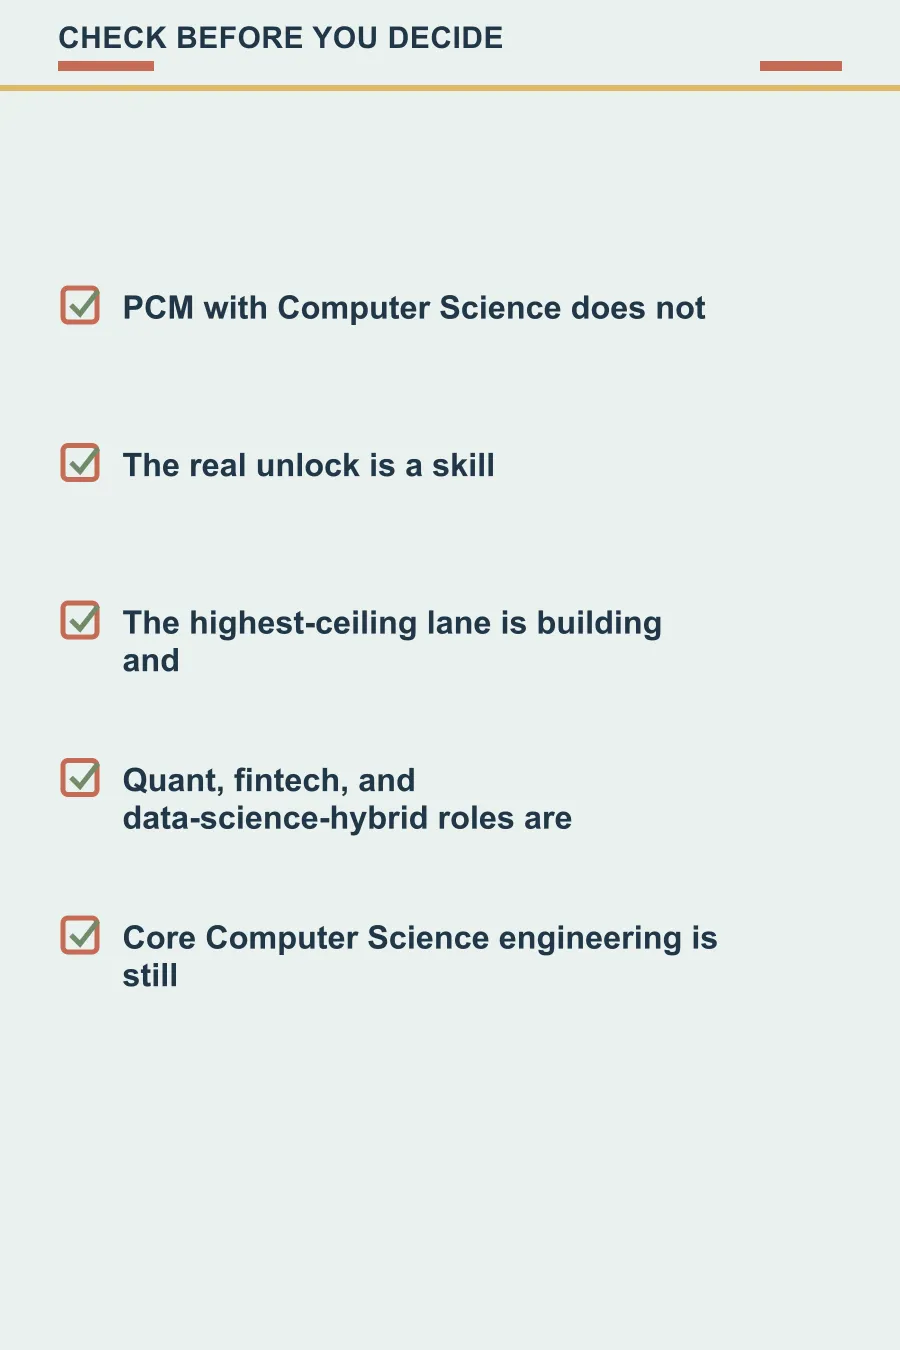 CHECK BEFORE YOU DECIDE
PCM with Computer Science does not
The real unlock is a skill
The highest-ceiling lane is building
and
Quant, fintech, and
data-science-hybrid roles are
Core Computer Science engineering is
still